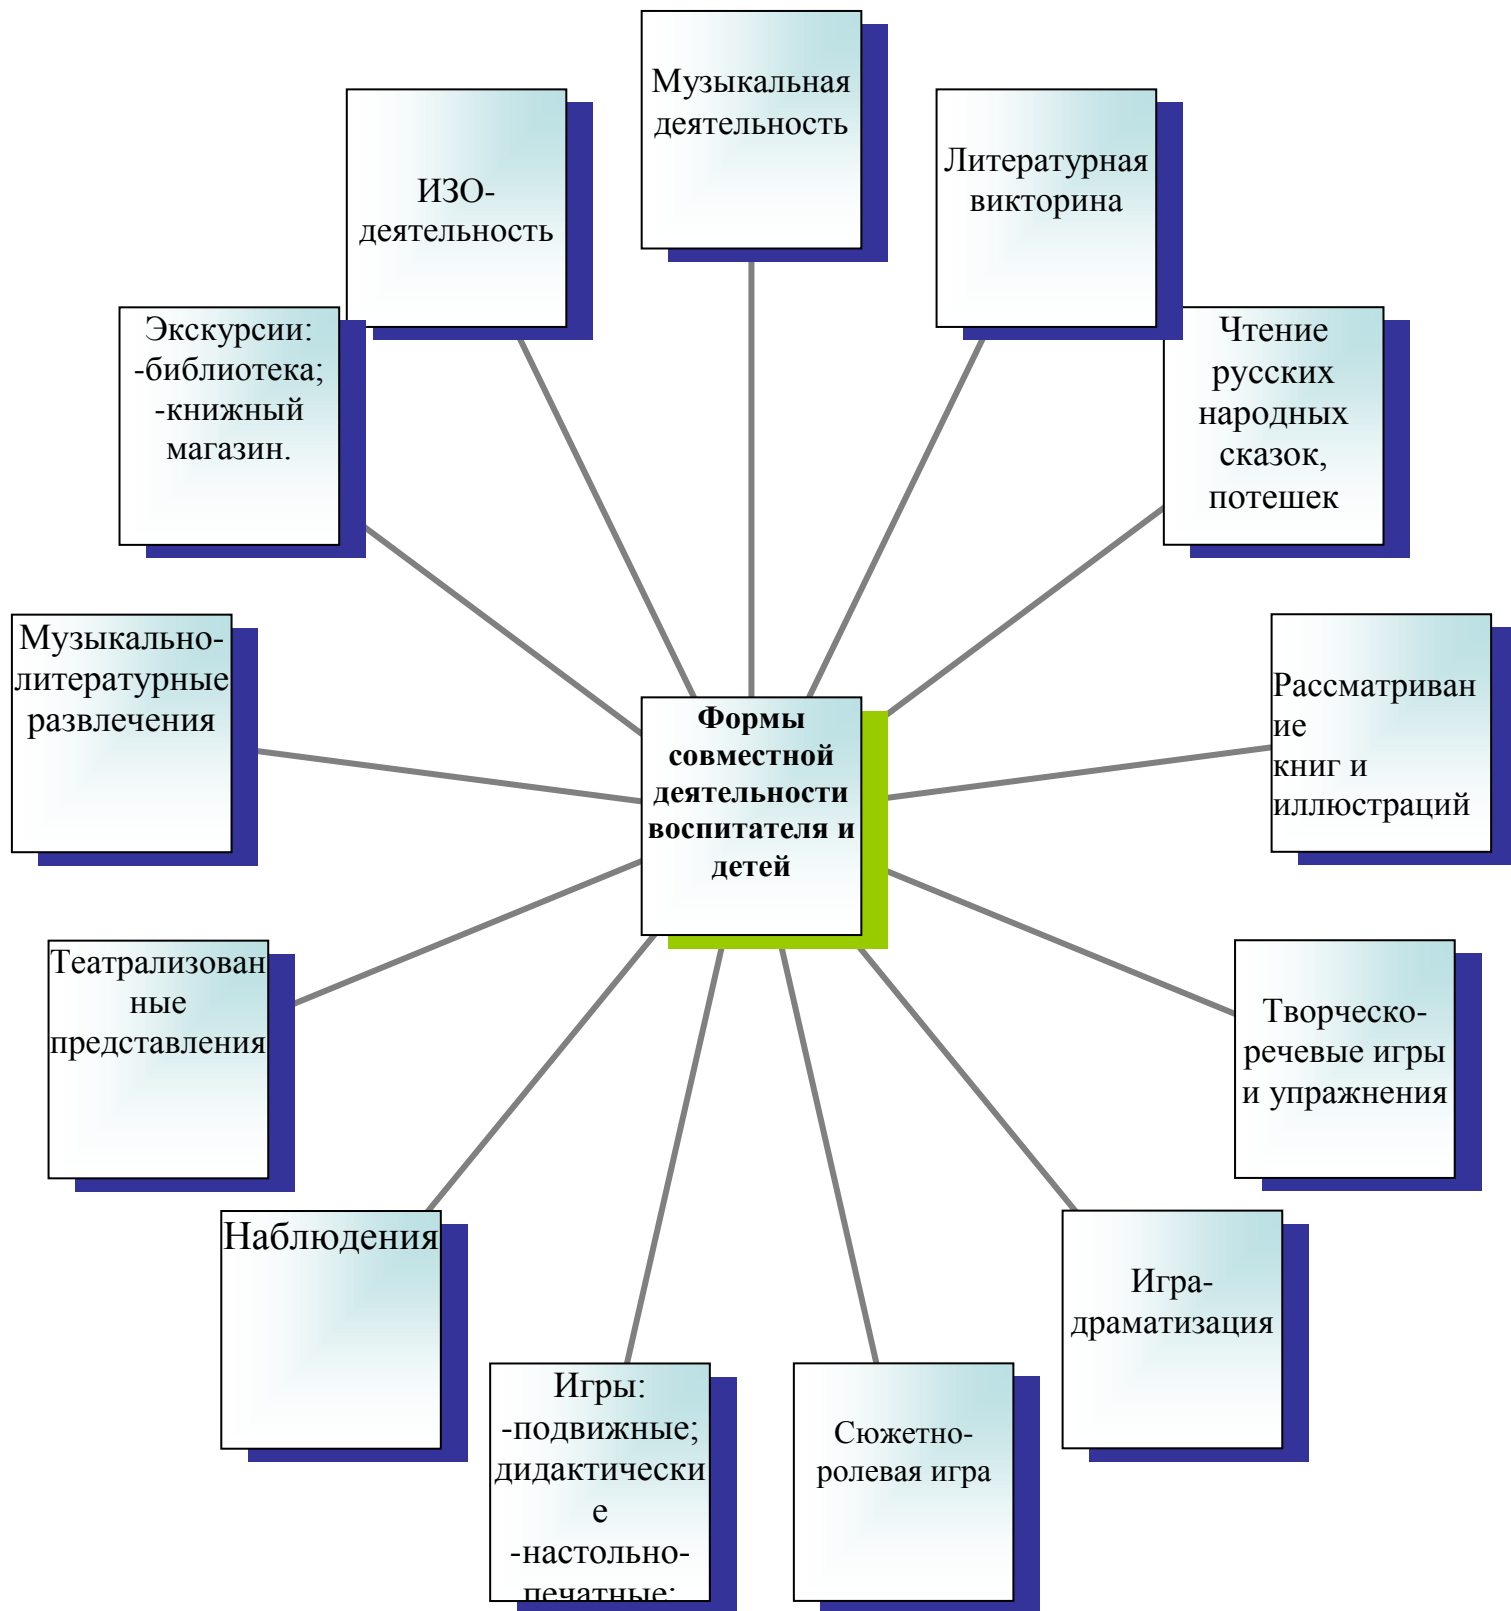 Музыкальная
деятельность
Литературная
викторина
Чтение
русских
народных
сказок,
потешек
Рассматриван
ие
книг и
иллюстраций
Творческо-
речевые игры
и упражнения
Игра-
драматизация
Сюжетно-
ролевая игра
Игры:
-подвижные;
дидактически
е
-настольно-
печатные;
Наблюдения
Театрализован
ные
представления
Музыкально-
литературные
развлечения
Экскурсии:
-библиотека;
-книжный
магазин.
ИЗО-
деятельность
Формы
совместной
деятельности
воспитателя и
детей